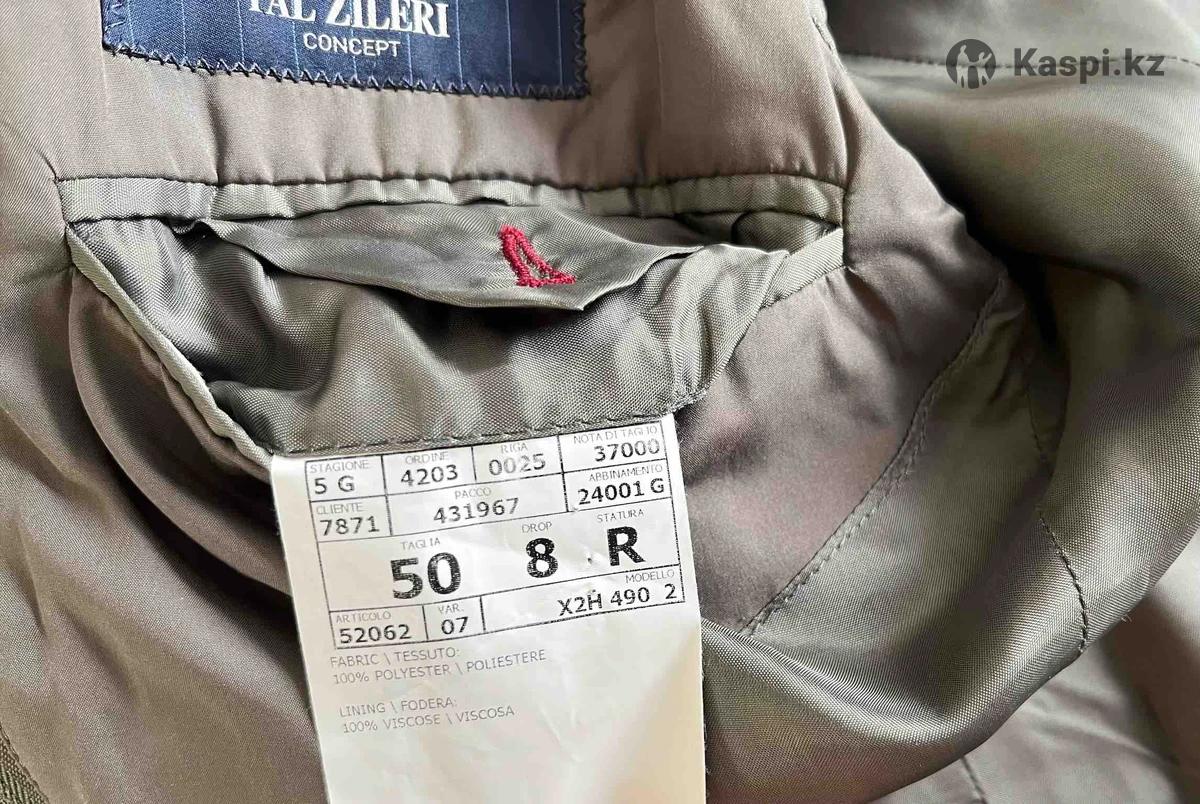 PAL ZILERI
CONCEPT
Kaspi.kz
STAGIONE ORDINE RIGA NOTA DI TAGLIO
5 G 4203 0025 37000
CLIENTE PACCO ABBINAMENTO
7871 431967 24001 G
TAGLIA DROP STATURA
50 8 R
ARTICOLO VAR. MODELLO
52062 07 X2H 490 2
FABRIC \ TESSUTO:
100% POLYESTER \ POLIESTERE
LINING \ FODERA:
100% VISCOSE \ VISCOSA